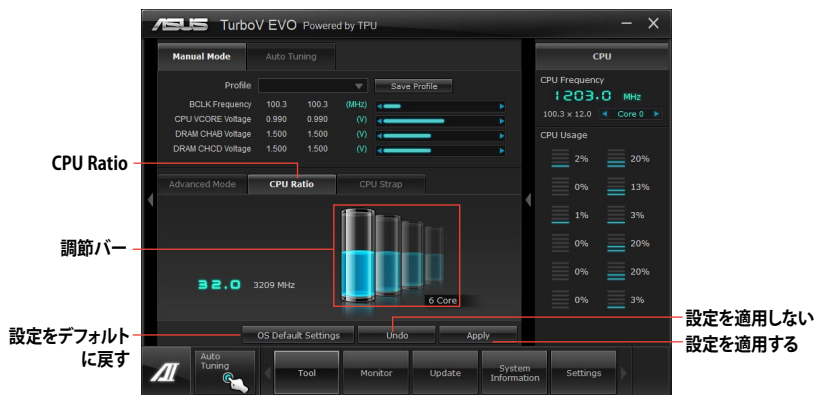 ASUS TurboV EVO Powered by TPU
Manual Mode Auto Tuning
Profile Save Profile
BCLK Frequency 100.3 100.3 (MHz)
CPU VCORE Voltage 0.990 0.990 (V)
DRAM CHAB Voltage 1.500 1.500 (V)
DRAM CHCD Voltage 1.500 1.500 (V)
Advanced Mode CPU Ratio CPU Strap
32.0 3209 MHz
6 Core
OS Default Settings Undo Apply
CPU
CPU Frequency
1203.0 MHz
100.3 x 12.0 Core 0
CPU Usage
2% 20%
0% 13%
1% 3%
0% 20%
0% 20%
0% 3%
AI
Auto
Tuning
Tool Monitor Update System
Information Settings
CPU Ratio
調節バー
設定をデフォルト
に戻す
設定を適用しない
設定を適用する